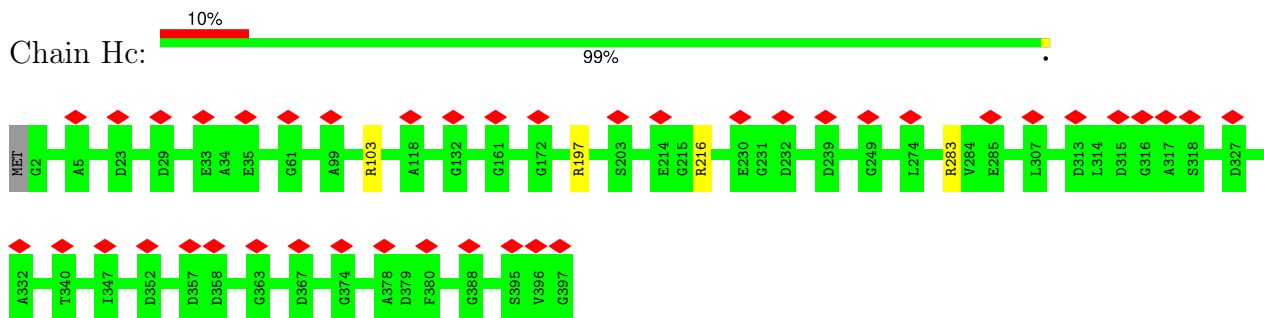 10%
Chain Hc:
99%
•
MET G2 A5 D23 D29 E33 A34 E35 G61 A99 R103 A118 G132 G161 G172 R197 S203 E214 G215 R216 E230 G231 D232 D239 G249 L274 R283 V284 E285 L307 D313 L314 D315 G316 A317 S318 D327
A332 T340 I347 D352 D357 D358 G363 D367 G374 A378 D379 F380 G388 S395 V396 G397